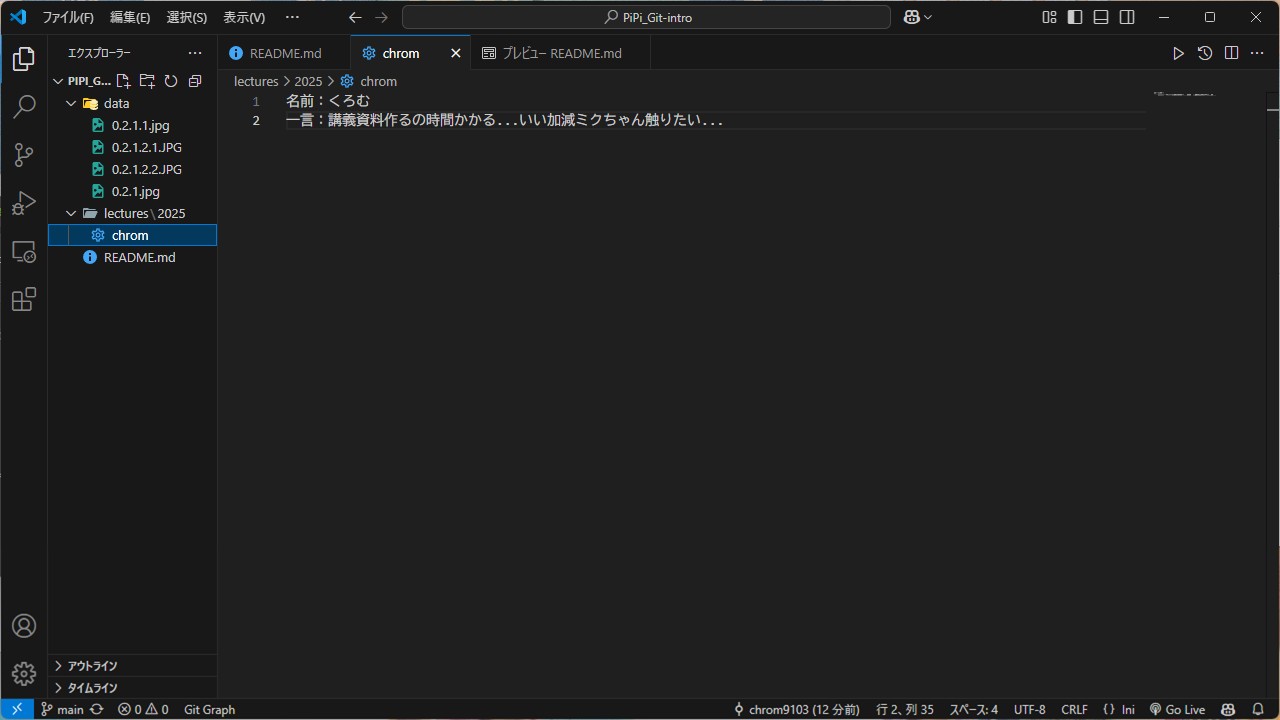 ファイル(F) 編集(E) 選択(S) 表示(V) ··· PiPi_Git-intro
エクスプローラー ···
README.md chrom プレビュー README.md
PIPI_G...
lectures > 2025 > chrom
data
0.2.1.1.jpg
0.2.1.2.1.JPG
0.2.1.2.2.JPG
0.2.1.jpg
lectures\2025
chrom
README.md
1 名前：くろむ
2 一言：講義資料作るの時間かかる...いい加減ミクちゃん触りたい...
アウトライン
タイムライン
main 0 0 Git Graph chrom9103 (12 分前) 行 2、列 35 スペース: 4 UTF-8 CRLF {} Ini Go Live